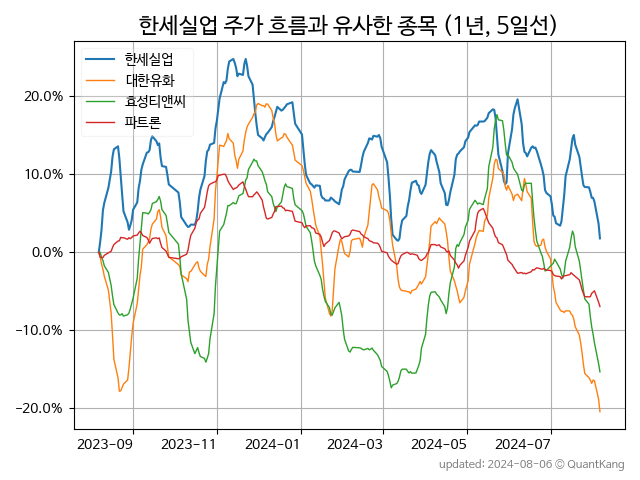 한세실업 주가 흐름과 유사한 종목 (1년, 5일선)
한세실업
대한유화
효성티앤씨
파트론
20.0%
10.0%
0.0%
−10.0%
−20.0%
2023-09 2023-11 2024-01 2024-03 2024-05 2024-07
updated: 2024-08-06 © QuantKang